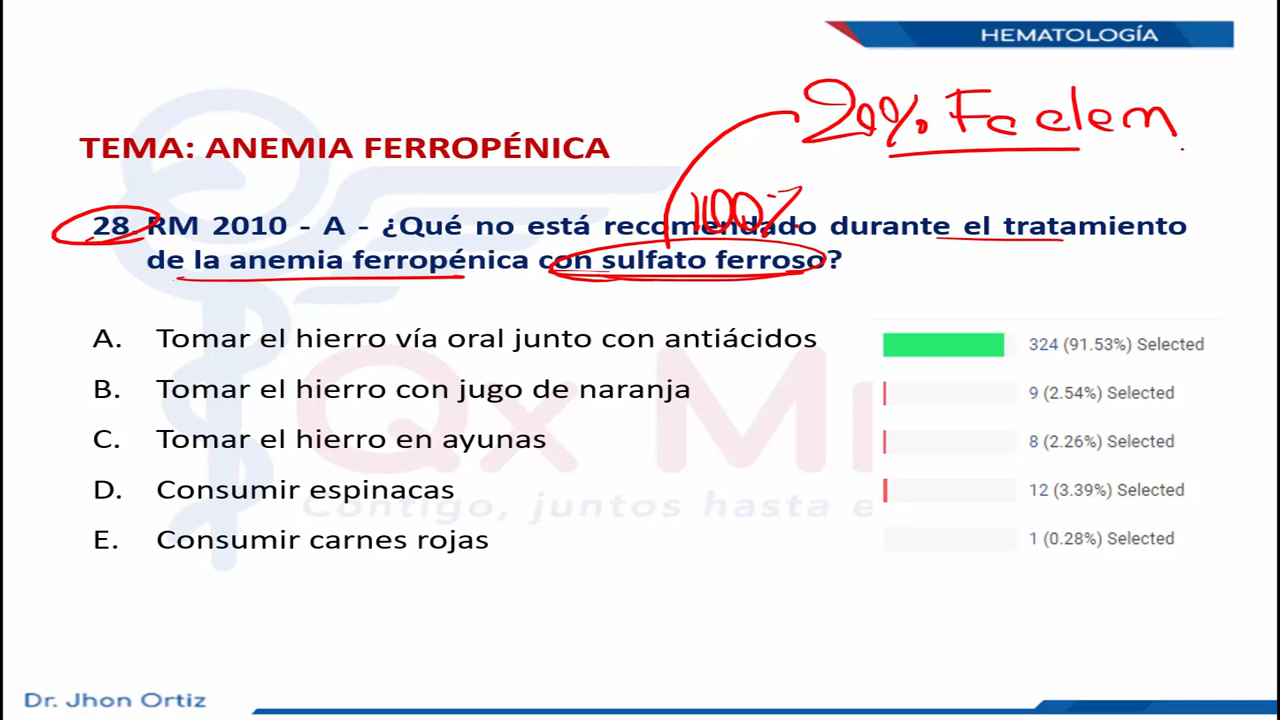 HEMATOLOGÍA
20% Fe elem
TEMA: ANEMIA FERROPÉNICA
100%
28. RM 2010 - A - ¿Qué no está recomendado durante el tratamiento
de la anemia ferropénica con sulfato ferroso?
A. Tomar el hierro vía oral junto con antiácidos
324 (91.53%) Selected
B. Tomar el hierro con jugo de naranja
9 (2.54%) Selected
C. Tomar el hierro en ayunas
8 (2.26%) Selected
D. Consumir espinacas
12 (3.39%) Selected
Contigo, juntos hasta e
E. Consumir carnes rojas
1 (0.28%) Selected
Qx M
Dr. Jhon Ortiz